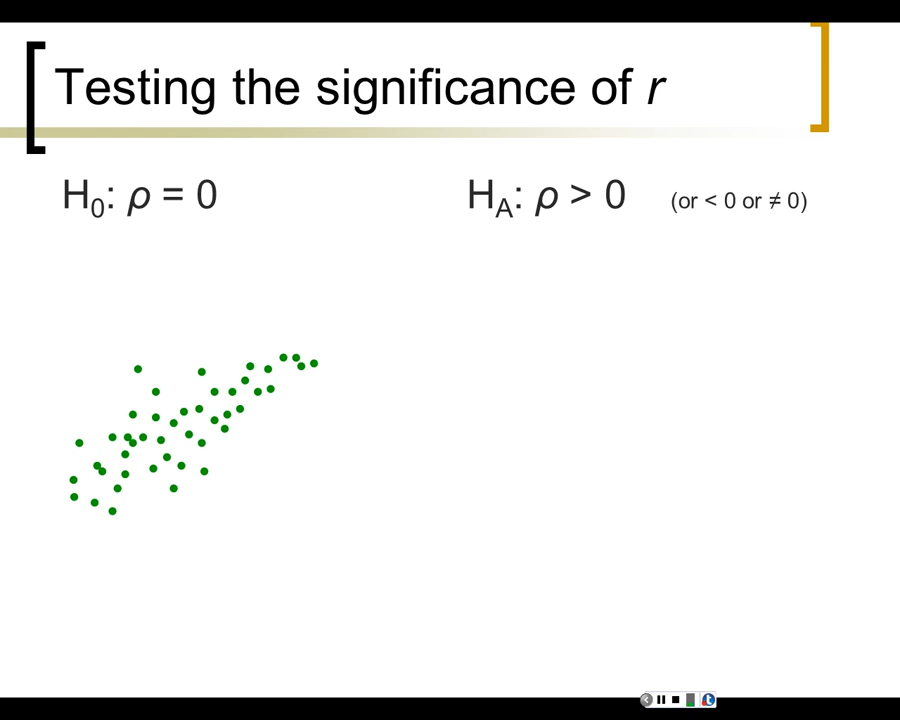 Testing the significance of r
H₀: ρ = 0
H_A: ρ > 0 (or < 0 or ≠ 0)